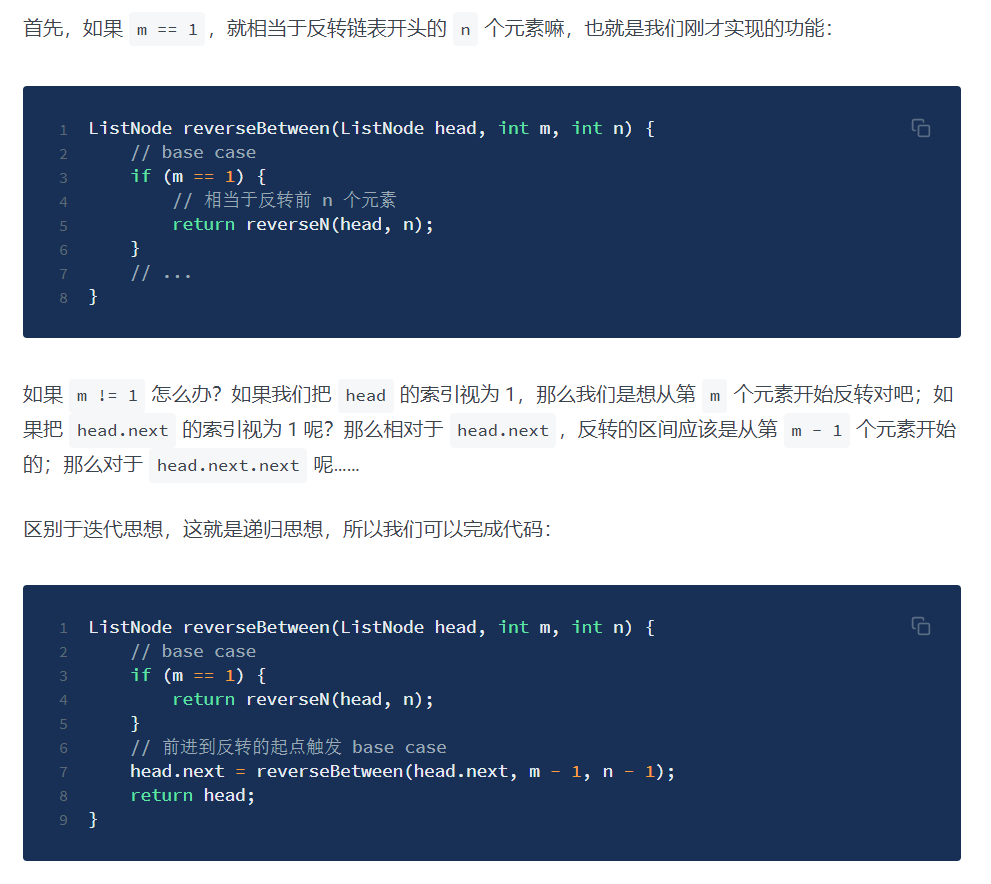 首先，如果 m == 1 ，就相当于反转链表开头的 n 个元素嘛，也就是我们刚才实现的功能：
1 ListNode reverseBetween(ListNode head, int m, int n) {
2     // base case
3     if (m == 1) {
4         // 相当于反转前 n 个元素
5         return reverseN(head, n);
6     }
7     // ...
8 }
如果 m != 1 怎么办？如果我们把 head 的索引视为 1，那么我们是想从第 m 个元素开始反转对吧；如
果把 head.next 的索引视为 1 呢？那么相对于 head.next ，反转的区间应该是从第 m - 1 个元素开始
的；那么对于 head.next.next 呢……
区别于迭代思想，这就是递归思想，所以我们可以完成代码：
1 ListNode reverseBetween(ListNode head, int m, int n) {
2     // base case
3     if (m == 1) {
4         return reverseN(head, n);
5     }
6     // 前进到反转的起点触发 base case
7     head.next = reverseBetween(head.next, m - 1, n - 1);
8     return head;
9 }